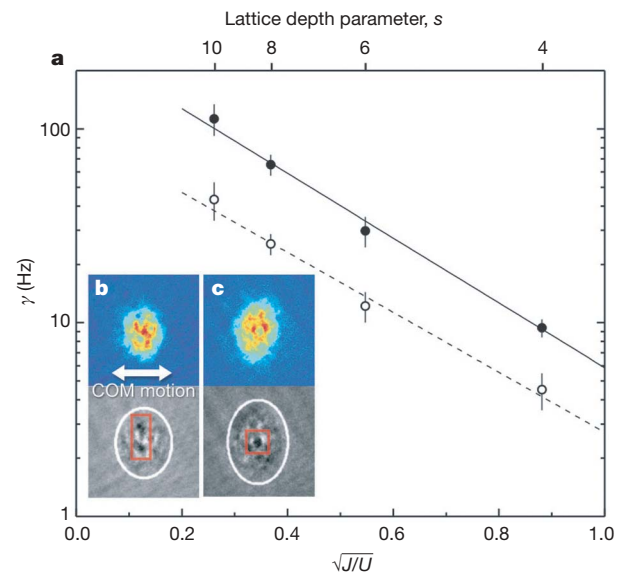 Lattice depth parameter, s
10 8 6 4
a
100
10
1
γ (Hz)
b
c
COM motion
0.0 0.2 0.4 0.6 0.8 1.0
√J/U